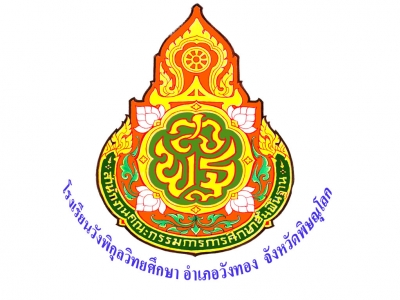 สำนักงานคณะกรรมการการศึกษาขั้นพื้นฐาน
โรงเรียนวังพิกุลวิทยศึกษา อำเภอวังทอง จังหวัดพิษณุโลก